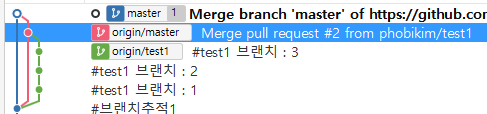 master 1 Merge branch 'master' of https://github.com
origin/master Merge pull request #2 from phobikim/test1
origin/test1 #test1 브랜치 : 3
#test1 브랜치 : 2
#test1 브랜치 : 1
#브랜치추적1